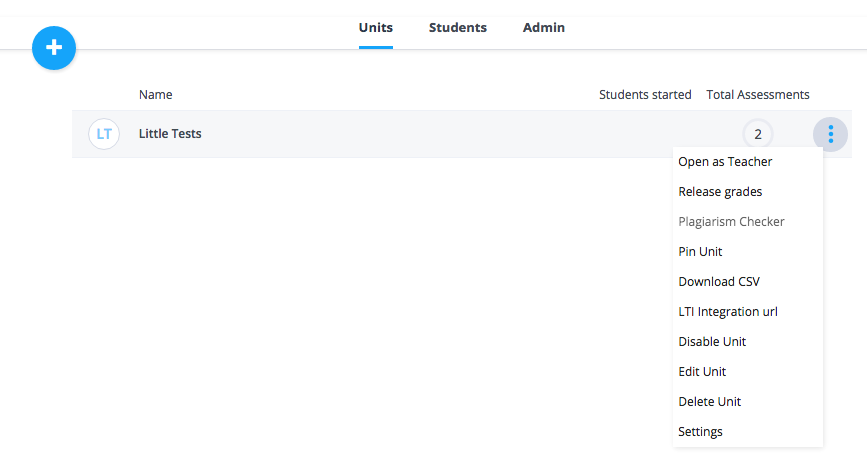 Units Students Admin
Name Students started Total Assessments
LT Little Tests 2
Open as Teacher
Release grades
Plagiarism Checker
Pin Unit
Download CSV
LTI Integration url
Disable Unit
Edit Unit
Delete Unit
Settings